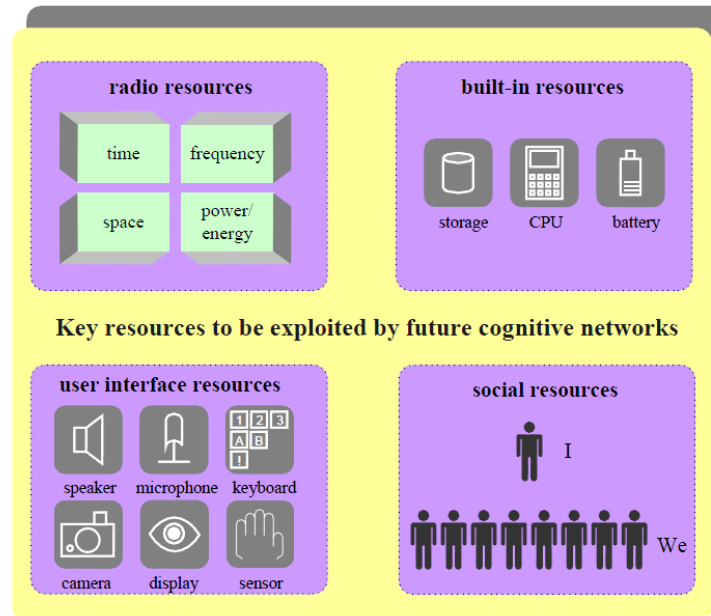 radio resources
time
frequency
space
power/
energy
built-in resources
storage
CPU
battery
Key resources to be exploited by future cognitive networks
user interface resources
1 2 3
A B
!
speaker
microphone
keyboard
camera
display
sensor
social resources
I
We